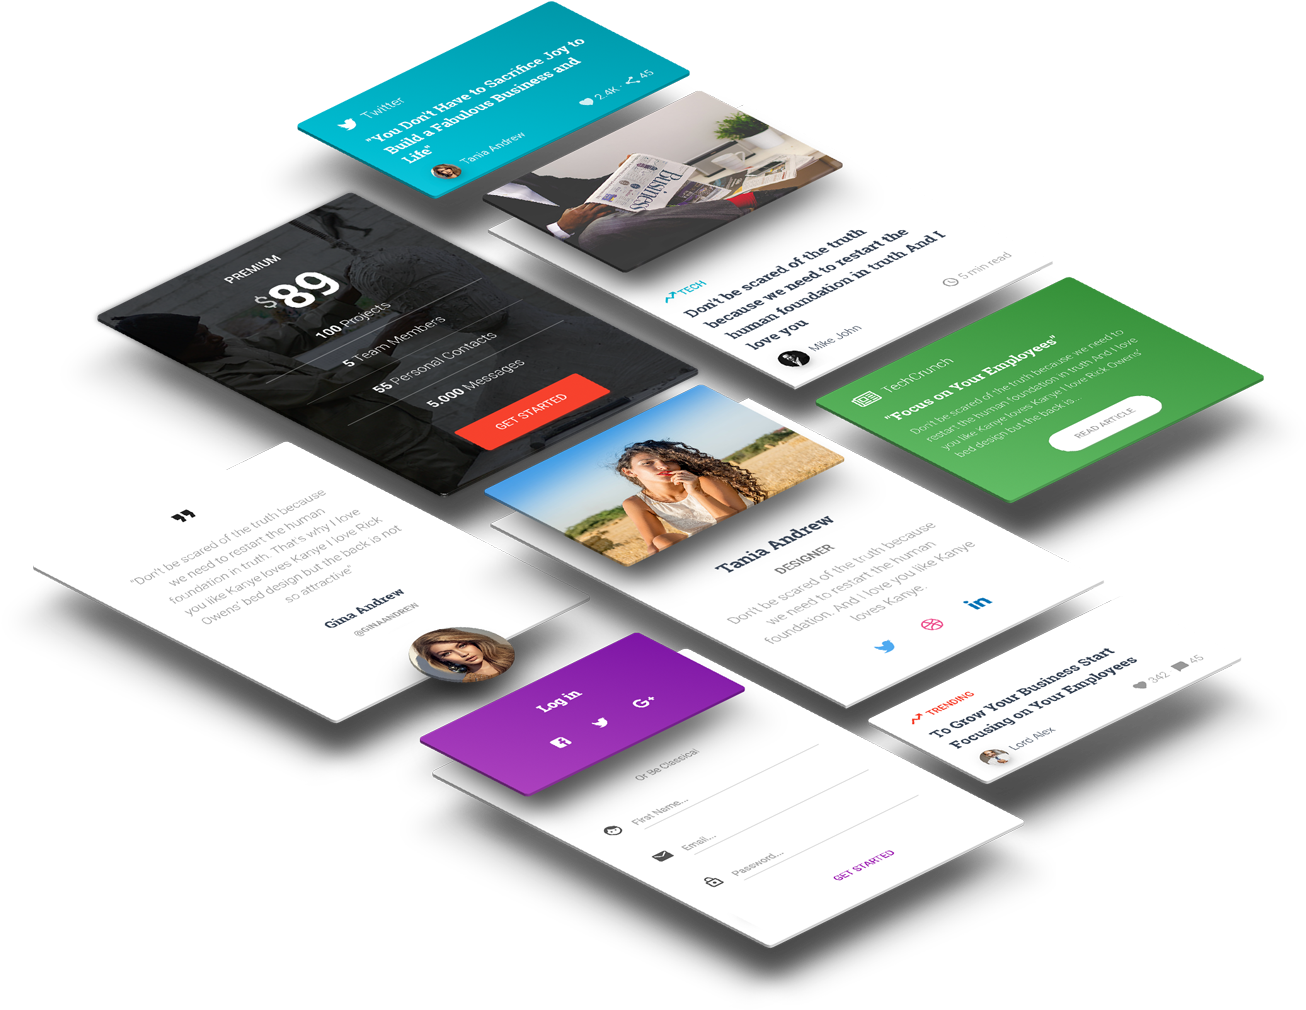 Twitter
"You Don't Have to Sacrifice Joy to
Build a Fabulous Business and
Life"
Tania Andrew
2.4K · 45
Business
TECH
Don't be scared of the truth
because we need to restart the
human foundation in truth And I
love you
Mike John
5 min read
PREMIUM
$89
100 Projects
5 Team Members
55 Personal Contacts
5.000 Messages
GET STARTED
TechCrunch
"Focus on Your Employees"
Don't be scared of the truth because we need to
restart the human foundation in truth And I love
you like Kanye loves Kanye I love Rick Owens'
bed design but the back is...
READ ARTICLE
"Don't be scared of the truth because
we need to restart the human
foundation in truth. That's why I love
you like Kanye loves Kanye I love Rick
Owens' bed design but the back is not
so attractive"
Gina Andrew
@GINAANDREW
Tania Andrew
DESIGNER
Don't be scared of the truth because
we need to restart the human
foundation. And I love you like Kanye
loves Kanye.
in
TRENDING
To Grow Your Business Start
Focusing on Your Employees
Lord Alex
342 45
Log in
G+
Or Be Classical
First Name...
Email...
Password...
GET STARTED